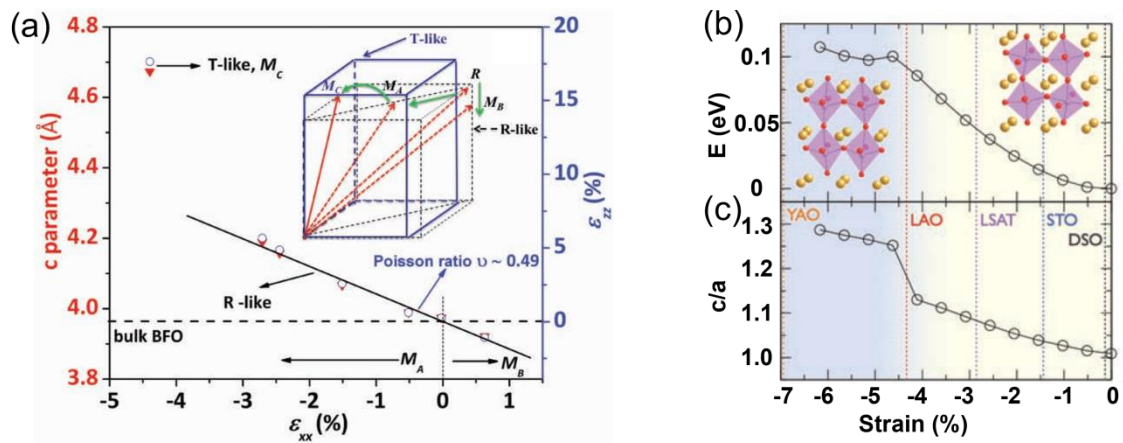 (a)
4.8
4.6
4.4
4.2
4.0
3.8
c parameter (Å)
T-like, M_C
T-like
M_C
M_A
R
M_B
R-like
Poisson ratio υ ~ 0.49
R -like
bulk BFO
M_A
M_B
-5 -4 -3 -2 -1 0 1
ε_xx (%)
20
15
10
5
0
ε_zz (%)
(b)
0.1
0.05
0
E (eV)
(c)
YAO
LAO
LSAT
STO
DSO
1.3
1.2
1.1
1.0
c/a
-7 -6 -5 -4 -3 -2 -1 0
Strain (%)